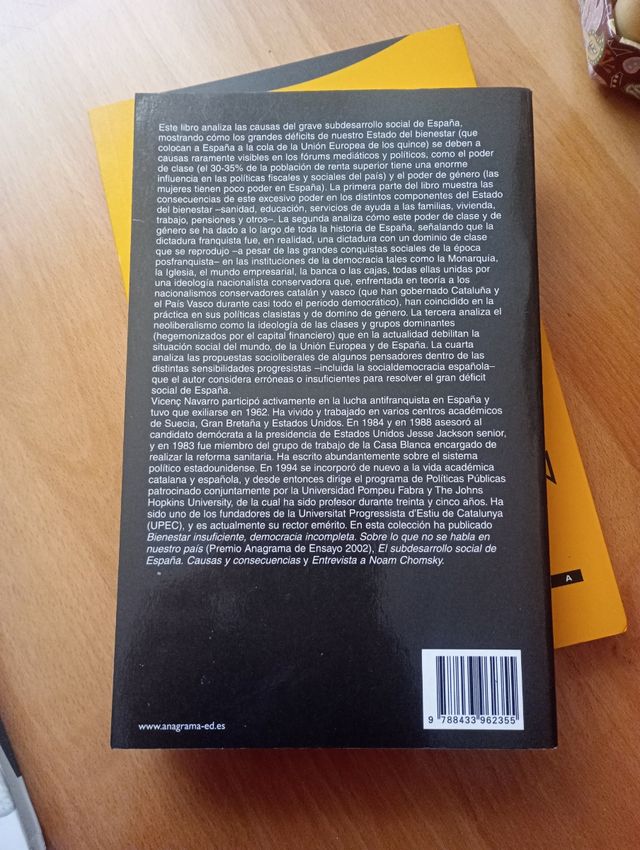 Este libro analiza las causas del grave subdesarrollo social de España,
mostrando cómo los grandes déficits de nuestro Estado del bienestar (que
colocan a España a la cola de la Unión Europea de los quince) se deben a
causas raramente visibles en los fórums mediáticos y políticos, como el poder
de clase (el 30-35% de la población de renta superior tiene una enorme
influencia en las políticas fiscales y sociales del país) y el poder de género (las
mujeres tienen poco poder en España). La primera parte del libro muestra las
consecuencias de este excesivo poder en los distintos componentes del Estado
del bienestar –sanidad, educación, servicios de ayuda a las familias, vivienda,
trabajo, pensiones y otros–. La segunda analiza cómo este poder de clase y de
género se ha dado a lo largo de toda la historia de España, señalando que la
dictadura franquista fue, en realidad, una dictadura con un dominio de clase
que se reprodujo –a pesar de las grandes conquistas sociales de la época
posfranquista– en las instituciones de la democracia tales como la Monarquía,
la Iglesia, el mundo empresarial, la banca o las cajas, todas ellas unidas por
una ideología nacionalista conservadora que, enfrentada en teoría a los
nacionalismos conservadores catalán y vasco (que han gobernado Cataluña y
el País Vasco durante casi todo el periodo democrático), han coincidido en la
práctica en sus políticas clasistas y de domino de género. La tercera analiza el
neoliberalismo como la ideología de las clases y grupos dominantes
(hegemonizados por el capital financiero) que en la actualidad debilitan la
situación social del mundo, de la Unión Europea y de España. La cuarta
analiza las propuestas socioliberales de algunos pensadores dentro de las
distintas sensibilidades progresistas –incluida la socialdemocracia española–
que el autor considera erróneas o insuficientes para resolver el gran déficit
social de España.
Vicenç Navarro participó activamente en la lucha antifranquista en España y
tuvo que exiliarse en 1962. Ha vivido y trabajado en varios centros académicos
de Suecia, Gran Bretaña y Estados Unidos. En 1984 y en 1988 asesoró al
candidato demócrata a la presidencia de Estados Unidos Jesse Jackson senior,
y en 1983 fue miembro del grupo de trabajo de la Casa Blanca encargado de
realizar la reforma sanitaria. Ha escrito abundantemente sobre el sistema
político estadounidense. En 1994 se incorporó de nuevo a la vida académica
catalana y española, y desde entonces dirige el programa de Políticas Públicas
patrocinado conjuntamente por la Universidad Pompeu Fabra y The Johns
Hopkins University, de la cual ha sido profesor durante treinta y cinco años. Ha
sido uno de los fundadores de la Universitat Progressista d'Estiu de Catalunya
(UPEC), y es actualmente su rector emérito. En esta colección ha publicado
Bienestar insuficiente, democracia incompleta. Sobre lo que no se habla en
nuestro país (Premio Anagrama de Ensayo 2002), El subdesarrollo social de
España. Causas y consecuencias y Entrevista a Noam Chomsky.
A
www.anagrama-ed.es
9 788433 962355